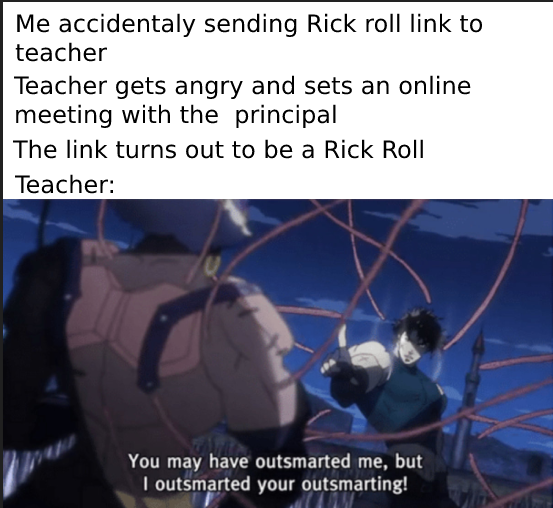 Me accidentaly sending Rick roll link to
teacher
Teacher gets angry and sets an online
meeting with the  principal
The link turns out to be a Rick Roll
Teacher:
You may have outsmarted me, but
I outsmarted your outsmarting!